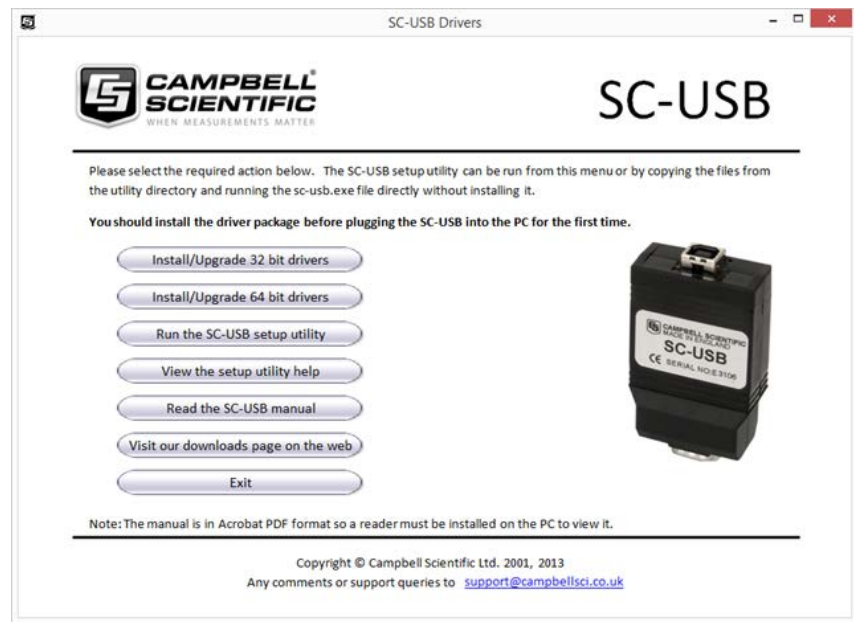 SC-USB Drivers
CAMPBELL
SCIENTIFIC
WHEN MEASUREMENTS MATTER
SC-USB
Please select the required action below. The SC-USB setup utility can be run from this menu or by copying the files from
the utility directory and running the sc-usb.exe file directly without installing it.
You should install the driver package before plugging the SC-USB into the PC for the first time.
Install/Upgrade 32 bit drivers
Install/Upgrade 64 bit drivers
Run the SC-USB setup utility
View the setup utility help
Read the SC-USB manual
Visit our downloads page on the web
Exit
CAMPBELL SCIENTIFIC
MADE IN ENGLAND
SC-USB
CE SERIAL NO:E3106
Note: The manual is in Acrobat PDF format so a reader must be installed on the PC to view it.
Copyright © Campbell Scientific Ltd. 2001, 2013
Any comments or support queries to support@campbellsci.co.uk